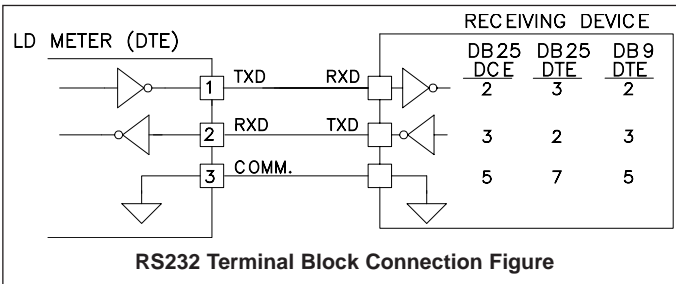 RECEIVING DEVICE
LD METER (DTE)
DB25 DB25 DB9
DCE DTE DTE
1 TXD RXD 2 3 2
2 RXD TXD 3 2 3
3 COMM. 5 7 5
RS232 Terminal Block Connection Figure